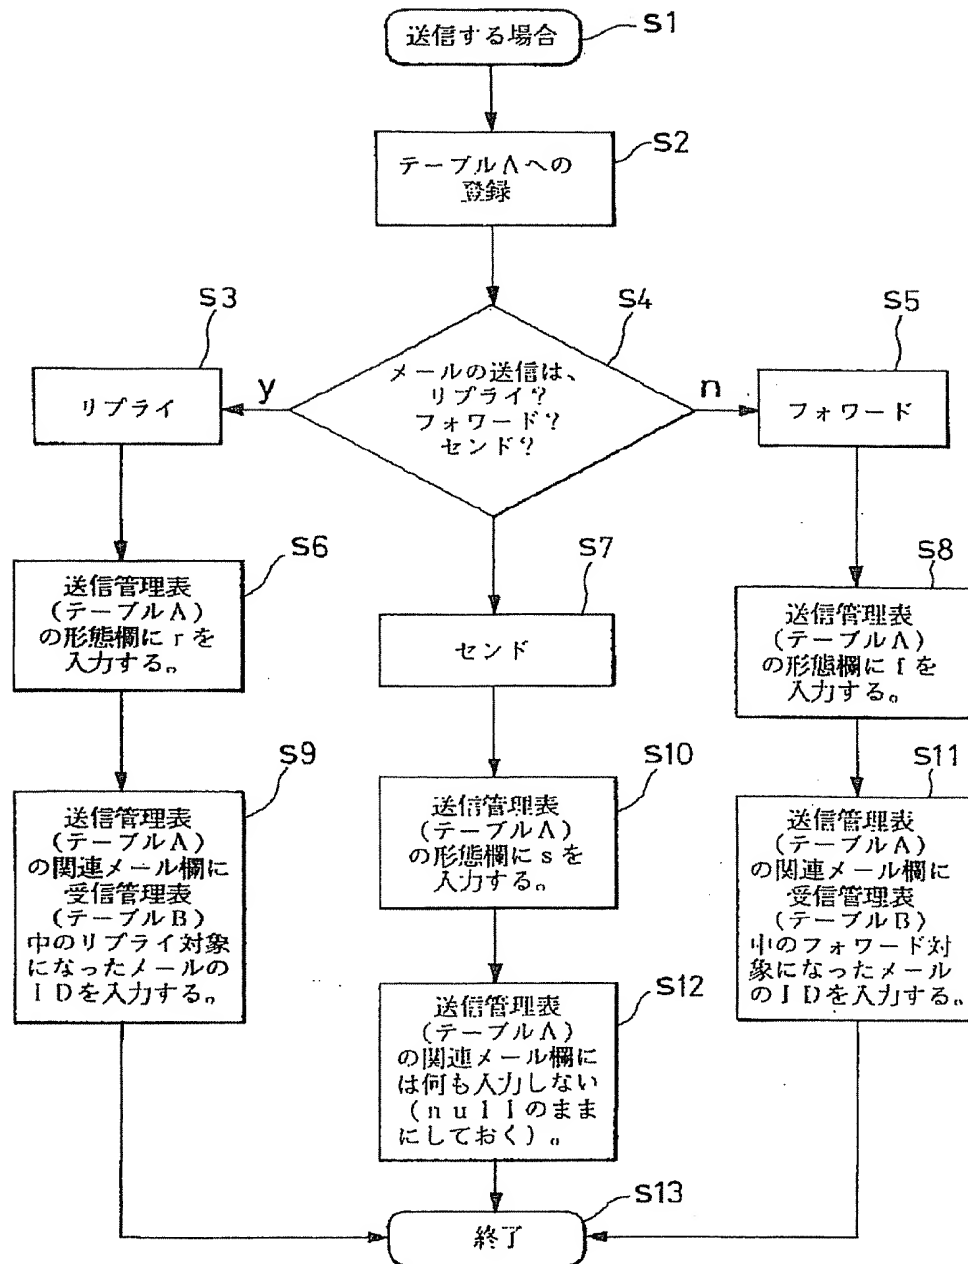 送信する場合
S1
テーブルAへの
登録
S2
S3
S4
S5
メールの送信は、
リプライ?
フォワード?
センド?
y
n
リプライ
フォワード
S6
送信管理表
(テーブルA)
の形態欄にrを
入力する。
S7
センド
S8
送信管理表
(テーブルA)
の形態欄にfを
入力する。
S9
送信管理表
(テーブルA)
の関連メール欄に
受信管理表
(テーブルB)
中のリプライ対象
になったメールの
IDを入力する。
S10
送信管理表
(テーブルA)
の形態欄にsを
入力する。
S11
送信管理表
(テーブルA)
の関連メール欄に
受信管理表
(テーブルB)
中のフォワード対
象になったメール
のIDを入力する。
S12
送信管理表
(テーブルA)
の関連メール欄に
は何も入力しない
(nullのまま
にしておく)。
S13
終了